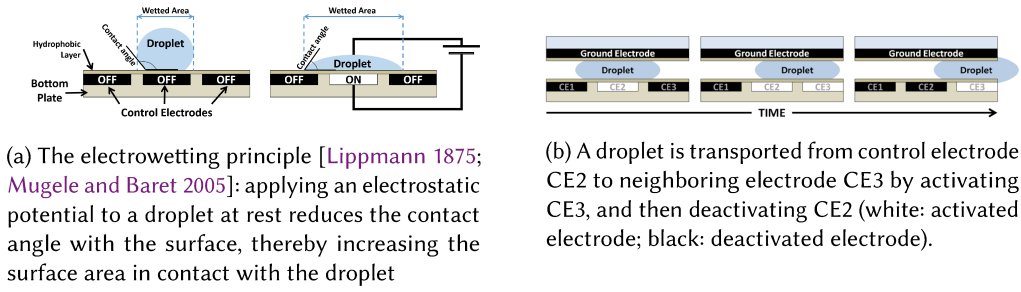 Wetted Area
Contact angle
Droplet
Hydrophobic
Layer
OFF OFF OFF
Bottom
Plate
Control Electrodes
Wetted Area
Contact angle
Droplet
OFF ON OFF
(a) The electrowetting principle [Lippmann 1875;
Mugele and Baret 2005]: applying an electrostatic
potential to a droplet at rest reduces the contact
angle with the surface, thereby increasing the
surface area in contact with the droplet
Ground Electrode Ground Electrode Ground Electrode
Droplet Droplet Droplet
CE1 CE2 CE3 CE1 CE2 CE3 CE1 CE2 CE3
TIME
(b) A droplet is transported from control electrode
CE2 to neighboring electrode CE3 by activating
CE3, and then deactivating CE2 (white: activated
electrode; black: deactivated electrode).